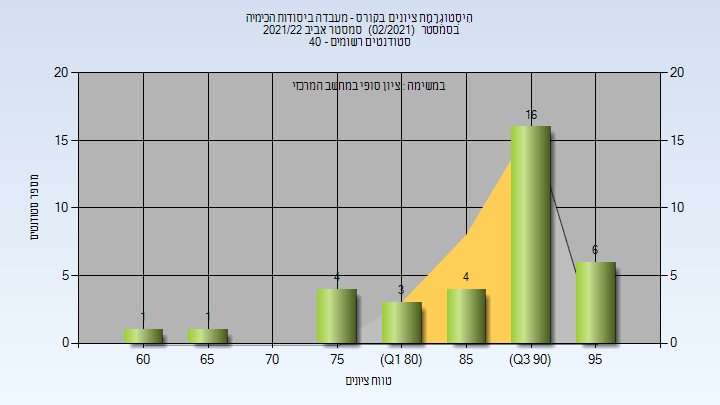 היסטוגרמת ציונים בקורס - מעבדה ביסודות הכימיה
בסמסטר (02/2021) סמסטר אביב 2021/22
סטודנטים רשומים - 40
במשימה : ציון סופי במחשב המרכזי
20
15
10
5
0
20
15
10
5
0
מספר סטודנטים
1
1
4
3
4
16
6
60
65
70
75
(Q1 80)
85
(Q3 90)
95
טווח ציונים